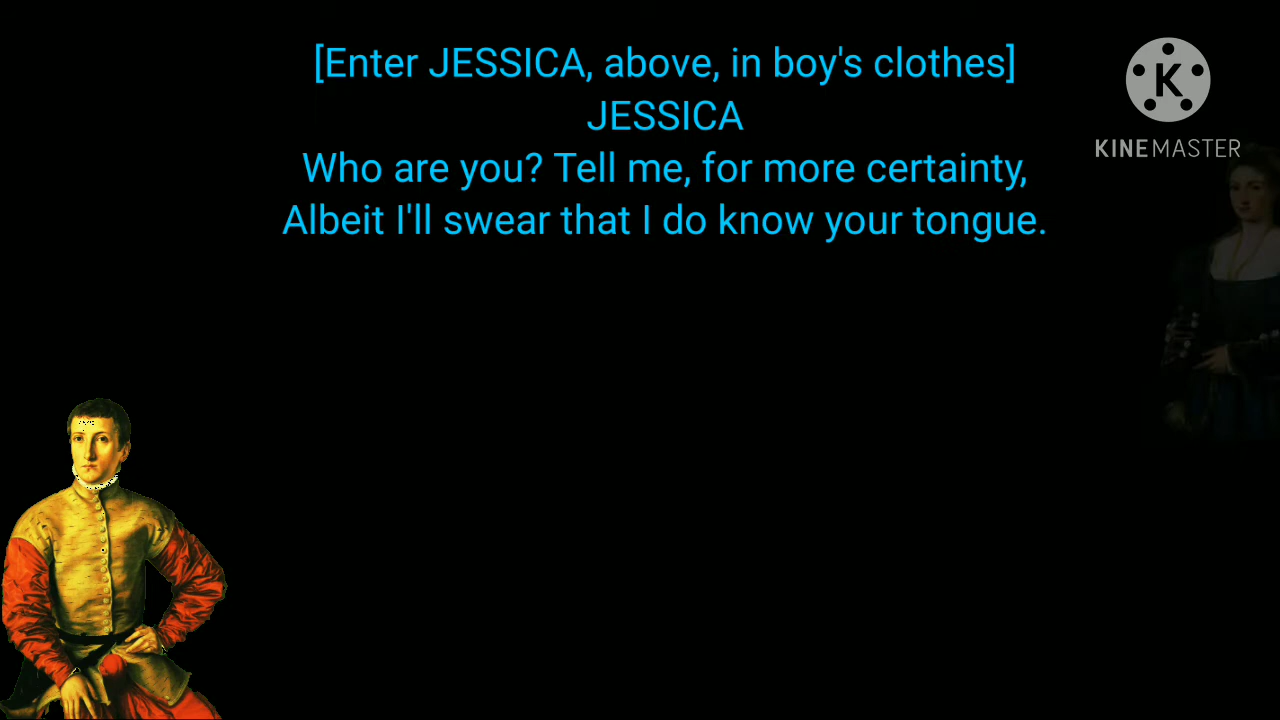 [Enter JESSICA, above, in boy's clothes]
JESSICA
Who are you? Tell me, for more certainty,
Albeit I'll swear that I do know your tongue.
K
KINEMASTER